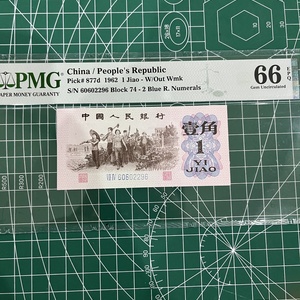 PMG
PAPER MONEY GUARANTY
China / People's Republic
Pick# 877d 1962 1 Jiao - W/Out Wmk
S/N 60602296 Block 74 - 2 Blue R. Numerals
66 EPQ
Gem Uncirculated
中國人民銀行
壹角
1
YI
JIAO
60602296